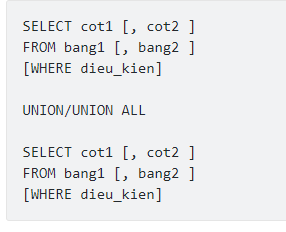 SELECT cot1 [, cot2 ]
FROM bang1 [, bang2 ]
[WHERE dieu_kien]
UNION/UNION ALL
SELECT cot1 [, cot2 ]
FROM bang1 [, bang2 ]
[WHERE dieu_kien]